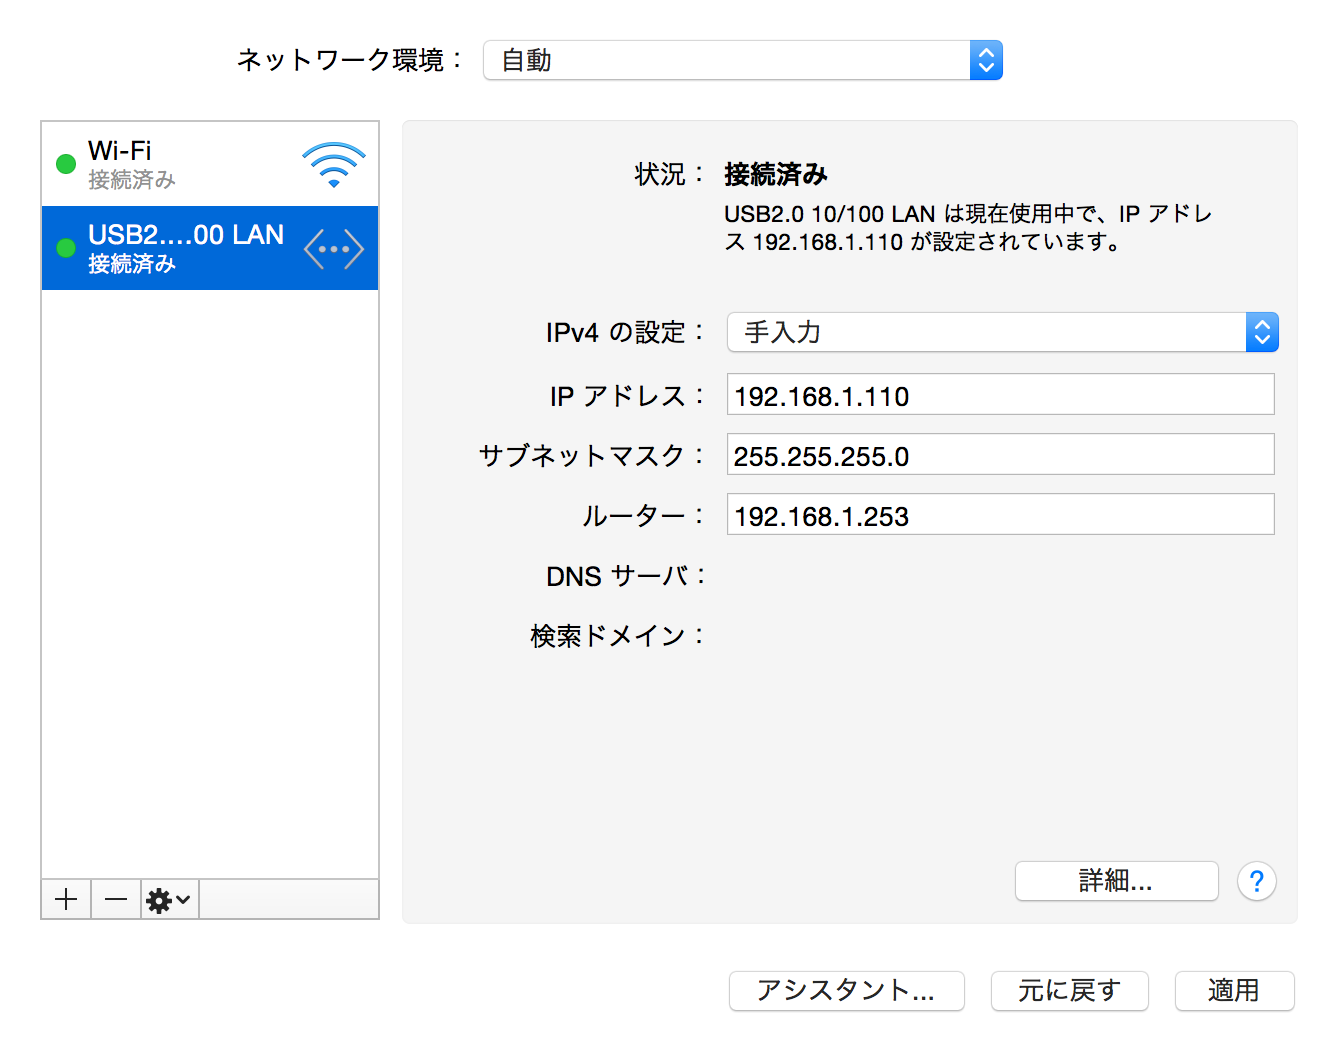 ネットワーク環境： 自動
Wi-Fi
接続済み
USB2....00 LAN
接続済み
状況： 接続済み
USB2.0 10/100 LAN は現在使用中で、IP アドレ
ス 192.168.1.110 が設定されています。
IPv4 の設定： 手入力
IP アドレス： 192.168.1.110
サブネットマスク： 255.255.255.0
ルーター： 192.168.1.253
DNS サーバ：
検索ドメイン：
詳細... ?
アシスタント... 元に戻す 適用